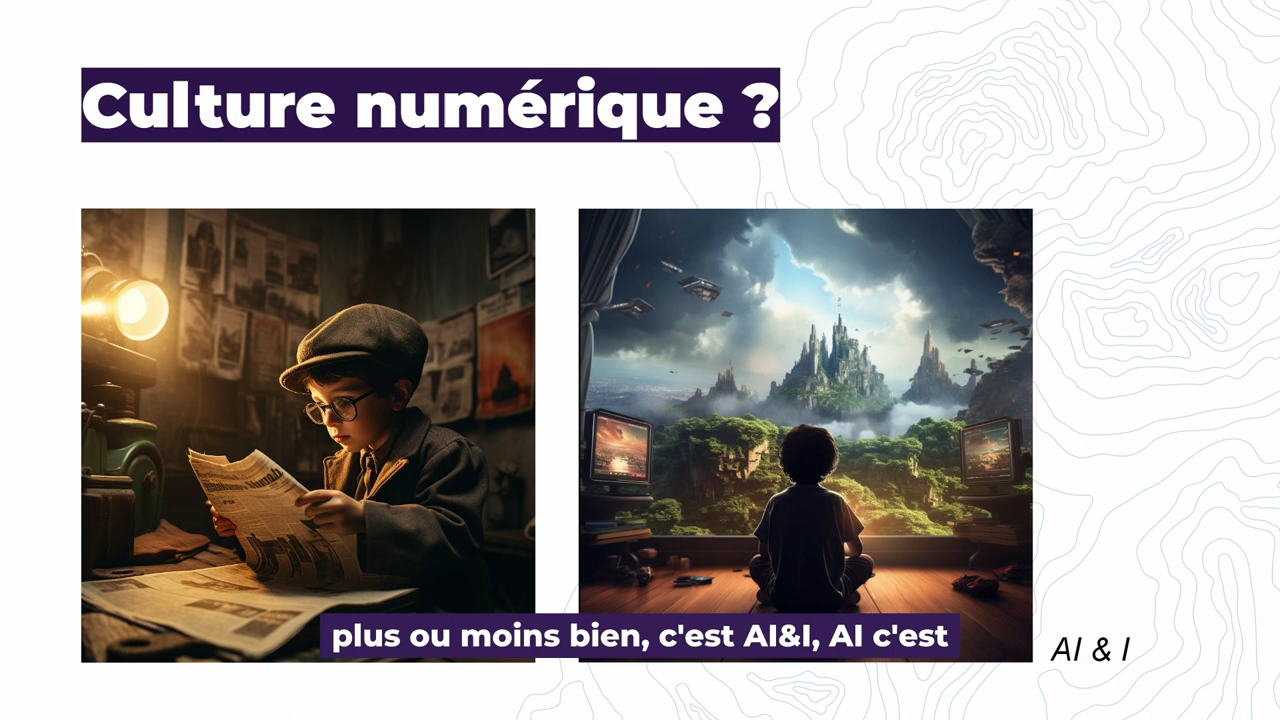 Culture numérique ?
plus ou moins bien, c'est AI&I, AI c'est
AI & I